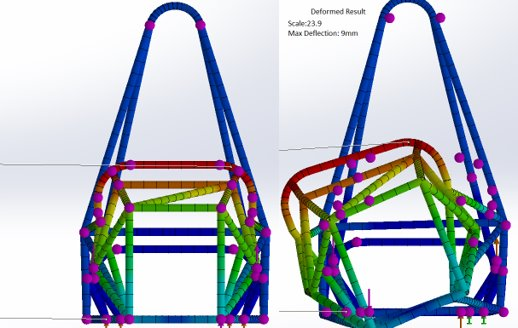 Deformed Result
Scale:23.9
Max Deflection: 9mm